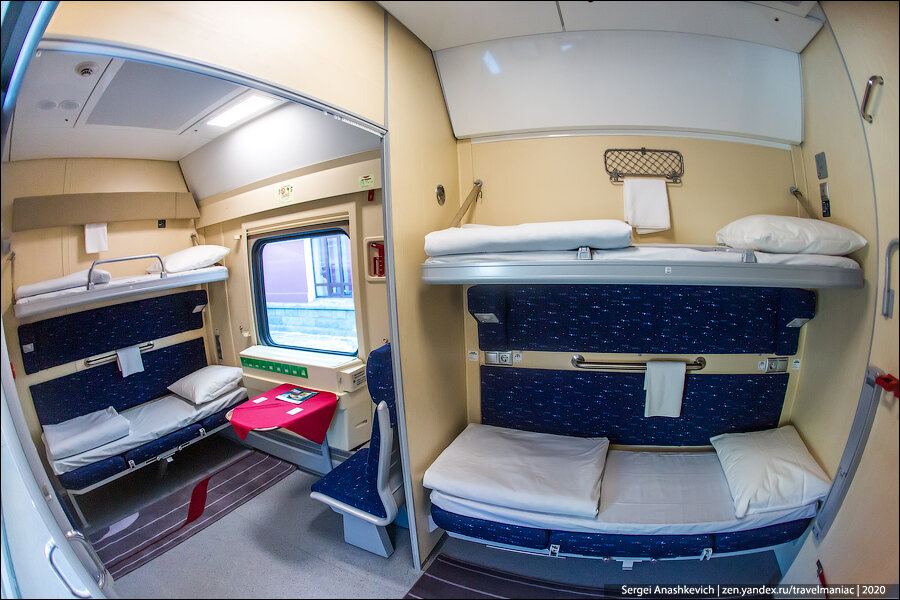 Sergei Anashkevich | zen.yandex.ru/travelmaniac | 2020